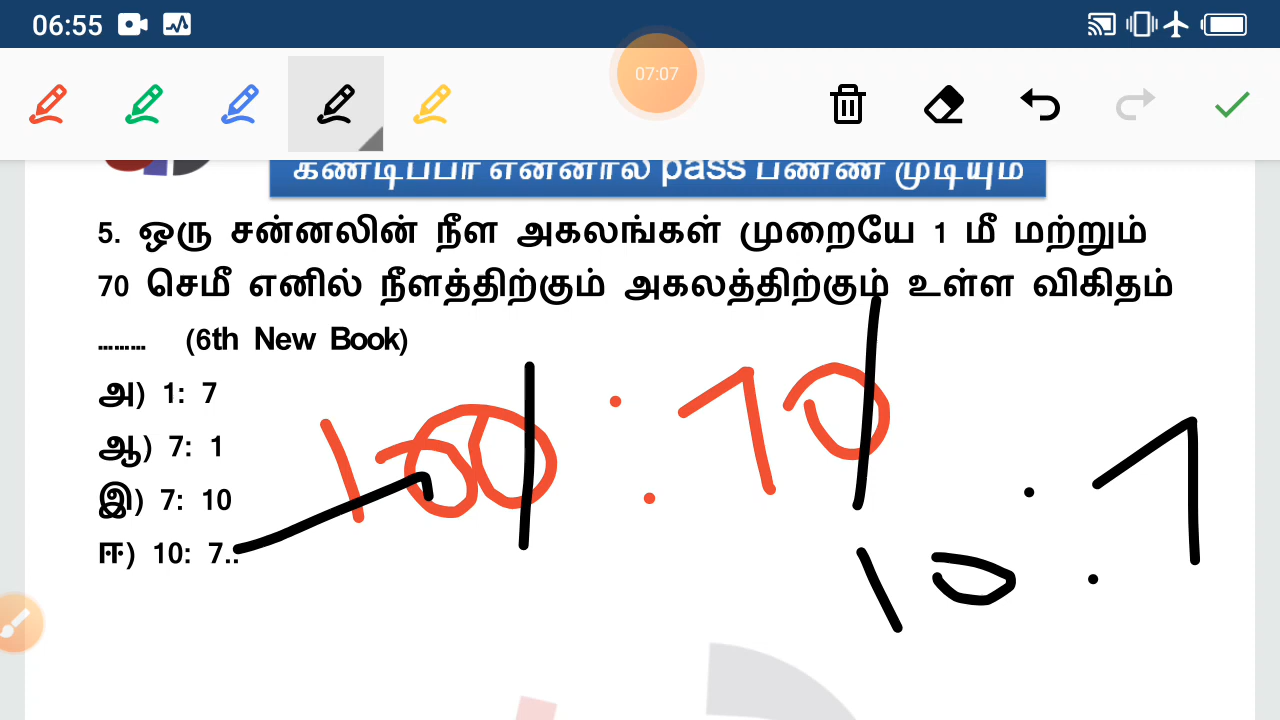 06:55
07:07
கண்டிப்பா என்னால் pass பண்ண முடியும்
5. ஒரு சன்னலின் நீள அகலங்கள் முறையே 1 மீ மற்றும்
70 செமீ எனில் நீளத்திற்கும் அகலத்திற்கும் உள்ள விகிதம்
......... (6th New Book)
அ) 1: 7
ஆ) 7: 1
இ) 7: 10
ஈ) 10: 7..
100 : 70
10 : 7